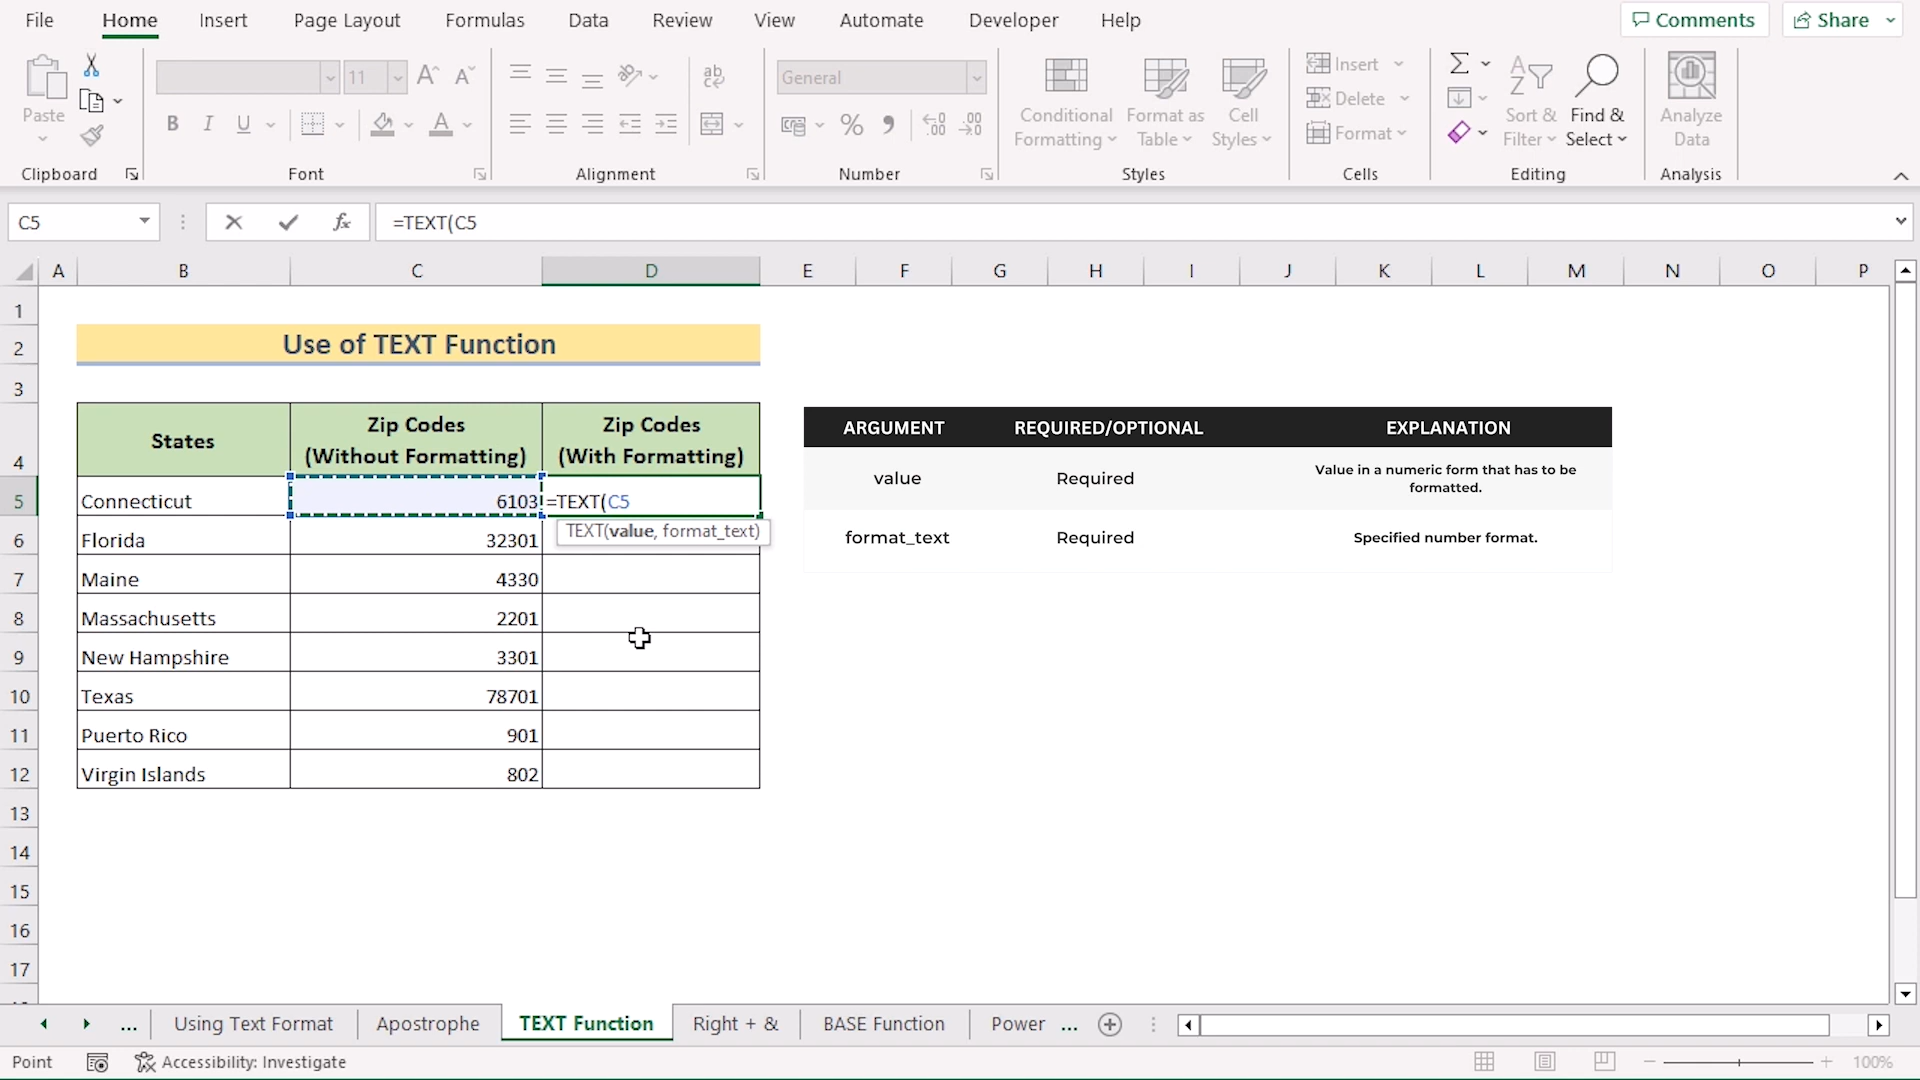 File Home Insert Page Layout Formulas Data Review View Automate Developer Help Comments Share
Paste
Clipboard
11
B I U
Font
ab
Alignment
General
%
Number
Conditional Formatting
Format as Table
Cell Styles
Styles
Insert
Delete
Format
Cells
Sort & Filter
Find & Select
Editing
Analyze Data
Analysis
C5 fx =TEXT(C5
A B C D E F G H I J K L M N O P
1
2 Use of TEXT Function
3
4 States Zip Codes (Without Formatting) Zip Codes (With Formatting)
5 Connecticut 6103 =TEXT(C5
TEXT(value, format_text)
6 Florida 32301
7 Maine 4330
8 Massachusetts 2201
9 New Hampshire 3301
10 Texas 78701
11 Puerto Rico 901
12 Virgin Islands 802
13
14
15
16
17
ARGUMENT REQUIRED/OPTIONAL EXPLANATION
value Required Value in a numeric form that has to be formatted.
format_text Required Specified number format.
... Using Text Format Apostrophe TEXT Function Right + & BASE Function Power ...
Point Accessibility: Investigate 100%